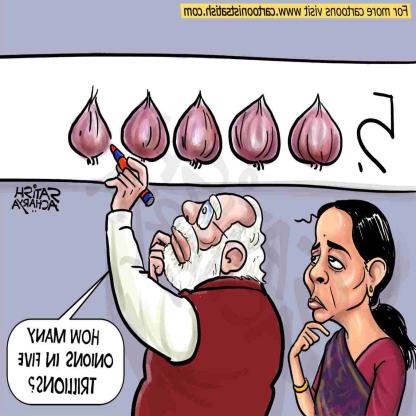 For more cartoons visit www.cartoonistsatish.com
5
SATISH
ACHARYA
HOW MANY
ONIONS IN FIVE
TRILLIONS?